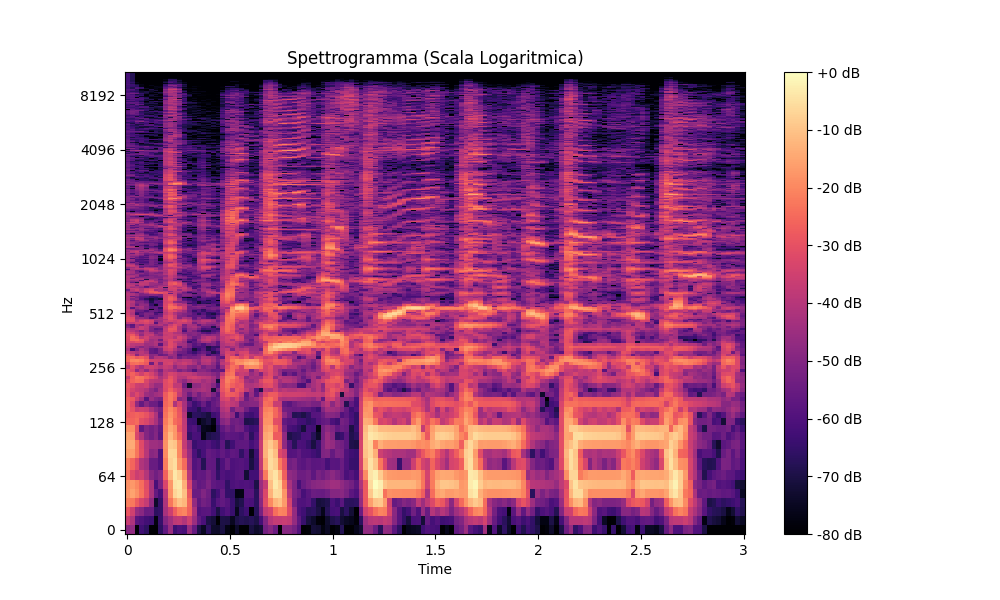 Spettrogramma (Scala Logaritmica)
Hz
8192
4096
2048
1024
512
256
128
64
0
0 0.5 1 1.5 2 2.5 3
Time
+0 dB
-10 dB
-20 dB
-30 dB
-40 dB
-50 dB
-60 dB
-70 dB
-80 dB